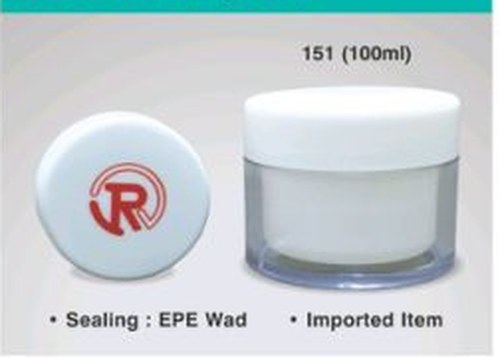 151 (100ml)
R
• Sealing : EPE Wad • Imported Item